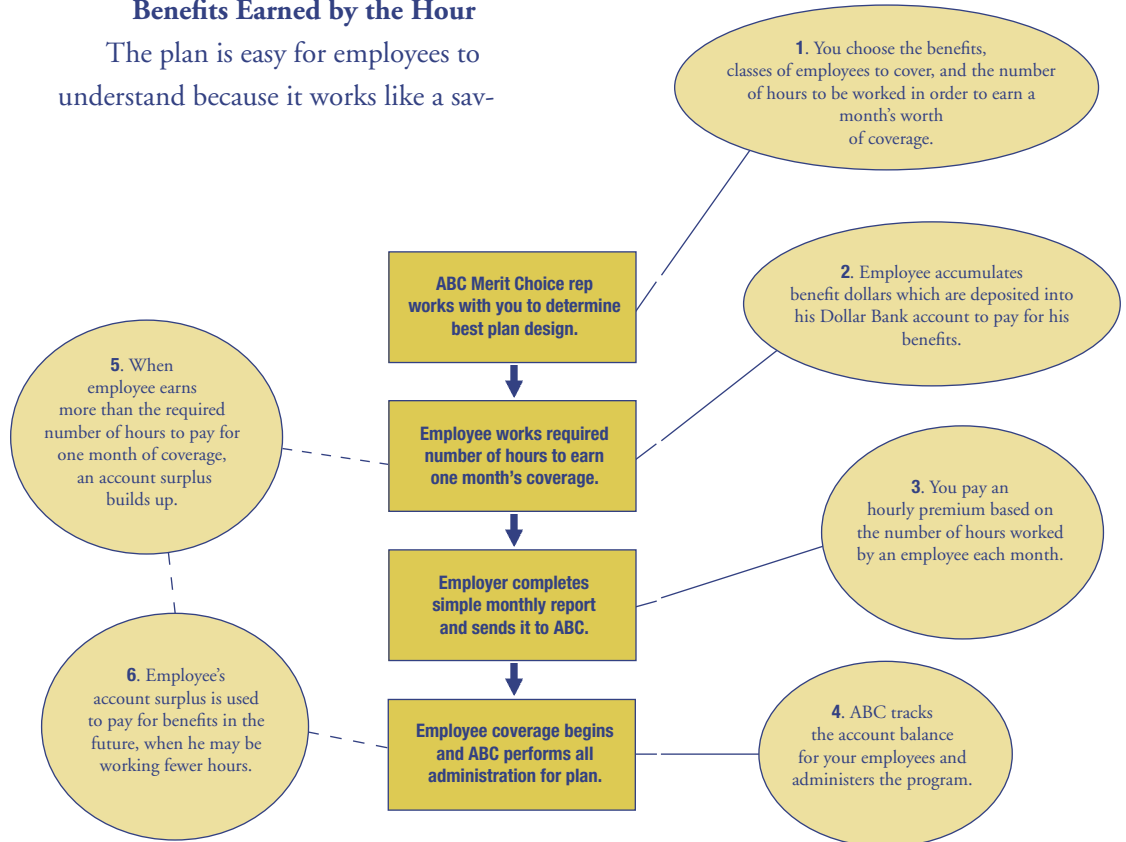 Benefits Earned by the Hour
The plan is easy for employees to
understand because it works like a sav-
1. You choose the benefits,
classes of employees to cover, and the number
of hours to be worked in order to earn a
month's worth
of coverage.
ABC Merit Choice rep
works with you to determine
best plan design.
2. Employee accumulates
benefit dollars which are deposited into
his Dollar Bank account to pay for his
benefits.
5. When
employee earns
more than the required
number of hours to pay for
one month of coverage,
an account surplus
builds up.
Employee works required
number of hours to earn
one month's coverage.
3. You pay an
hourly premium based on
the number of hours worked
by an employee each month.
Employer completes
simple monthly report
and sends it to ABC.
6. Employee's
account surplus is used
to pay for benefits in the
future, when he may be
working fewer hours.
Employee coverage begins
and ABC performs all
administration for plan.
4. ABC tracks
the account balance
for your employees and
administers the program.